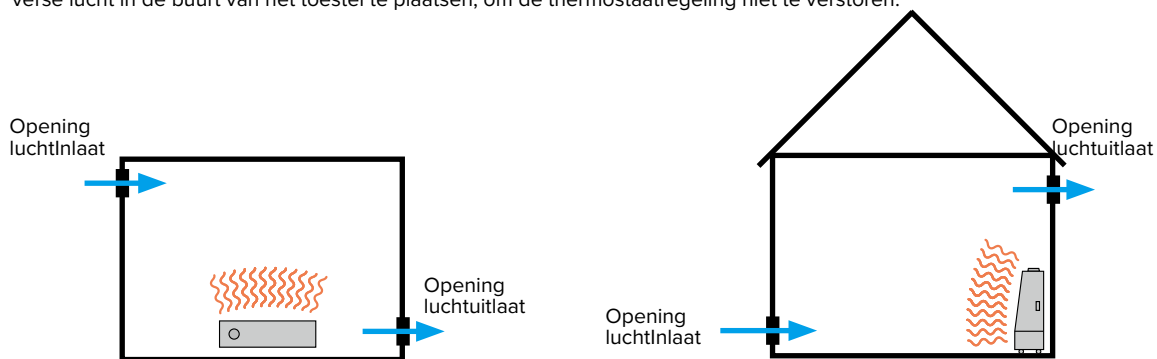 verse lucht in de buurt van het toestel te plaatsen, om de thermostaatregeling niet te verstoren.
Opening
luchtInlaat
Opening
luchtuitlaat
Opening
luchtuitlaat
Opening
luchtInlaat